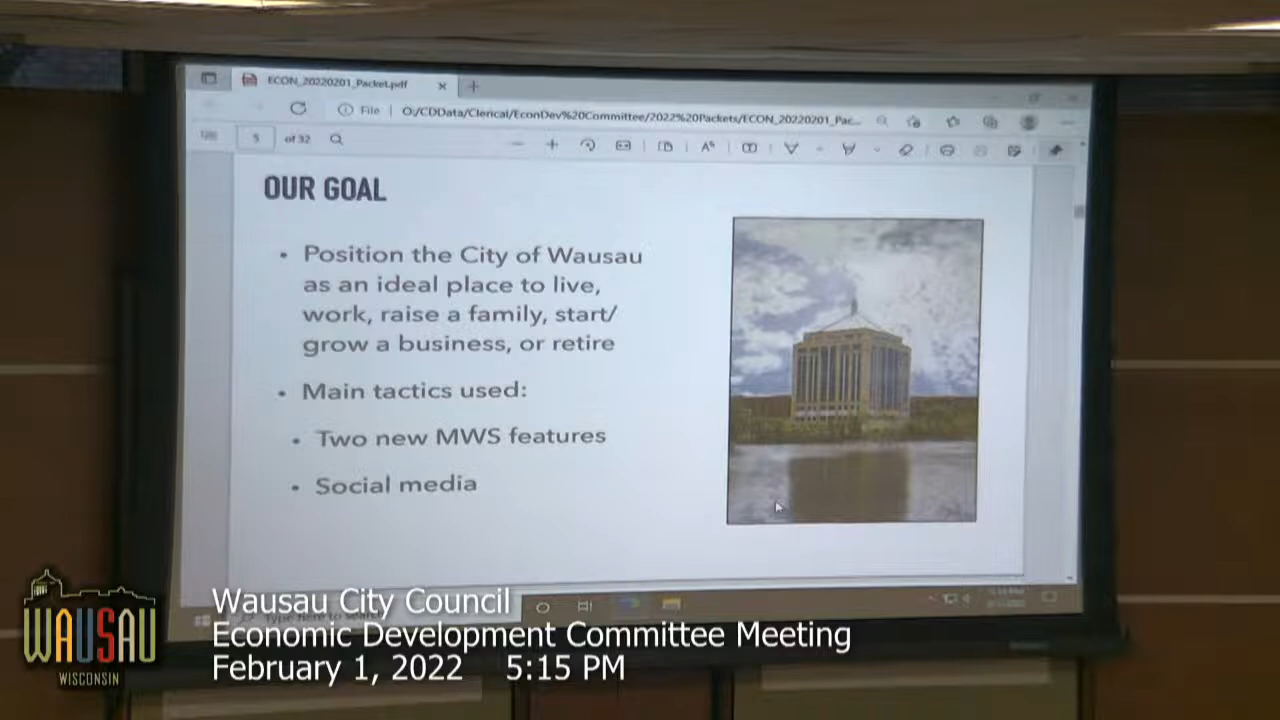 ECON_20220201_Packet.pdf
File | O:/CDData/Clerical/EconDev%20Committee/2022%20Packets/ECON_20220201_Pac...
5 of 32
OUR GOAL
• Position the City of Wausau
as an ideal place to live,
work, raise a family, start/
grow a business, or retire
• Main tactics used:
• Two new MWS features
• Social media
WAUSAU
WISCONSIN
Wausau City Council
Economic Development Committee Meeting
February 1, 2022 5:15 PM